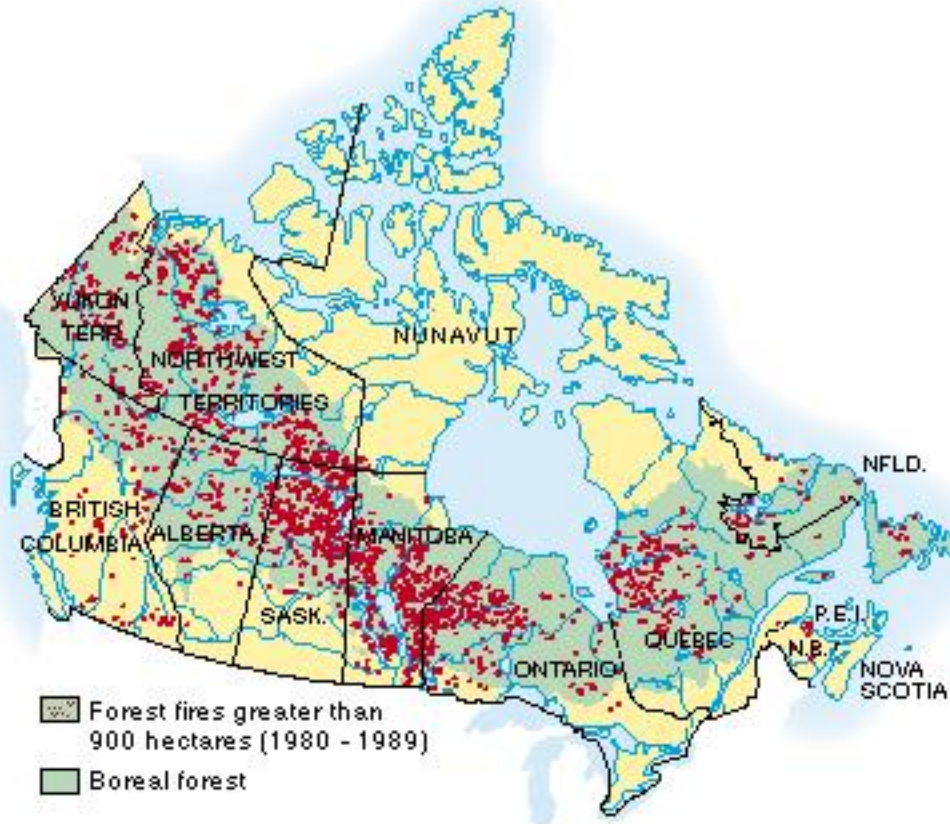 NUNAVUT
YUKON
TERR.
NORTHWEST
TERRITORIES
NFLD.
BRITISH
COLUMBIA
ALBERTA
MANITOBA
SASK.
P.E.I.
QUEBEC
N.B.
ONTARIO
NOVA
SCOTIA
Forest fires greater than
900 hectares (1980 - 1989)
Boreal forest